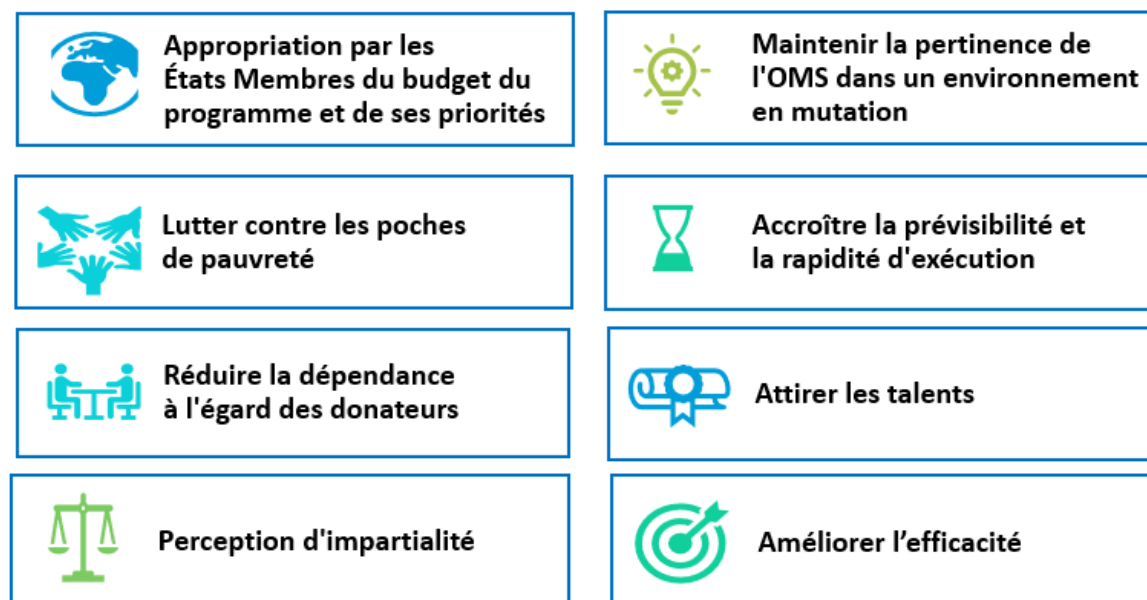 Appropriation par les
États Membres du budget du
programme et de ses priorités
Maintenir la pertinence de
l'OMS dans un environnement
en mutation
Lutter contre les poches
de pauvreté
Accroître la prévisibilité et
la rapidité d'exécution
Réduire la dépendance
à l'égard des donateurs
Attirer les talents
Perception d'impartialité
Améliorer l’efficacité